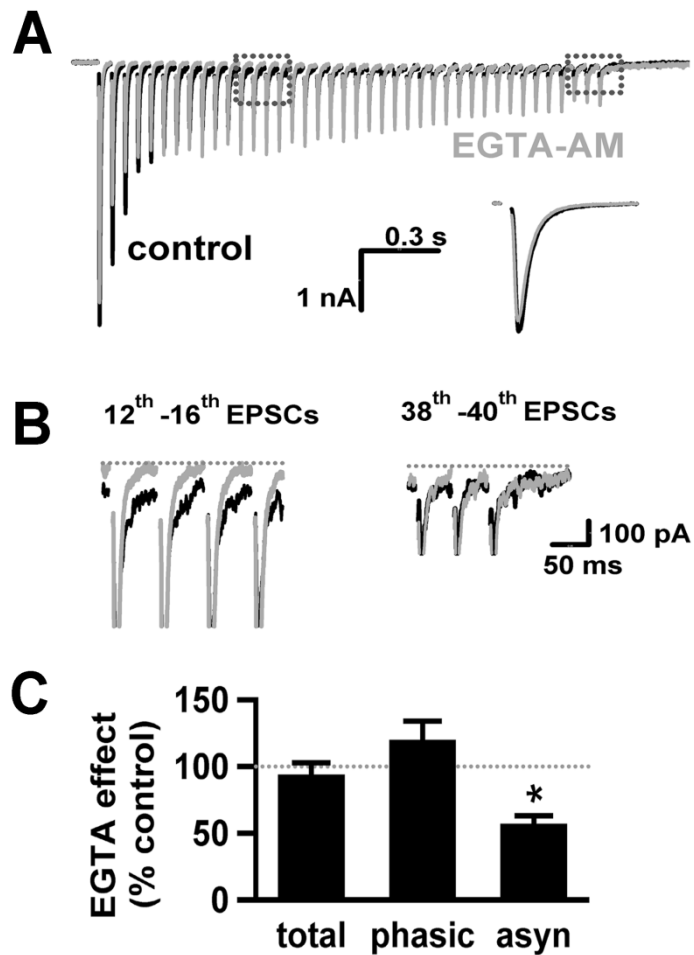 A
EGTA-AM
control
0.3 s
1 nA
B
12th -16th EPSCs
38th -40th EPSCs
100 pA
50 ms
C
EGTA effect
(% control)
150
100
50
0
*
total phasic asyn